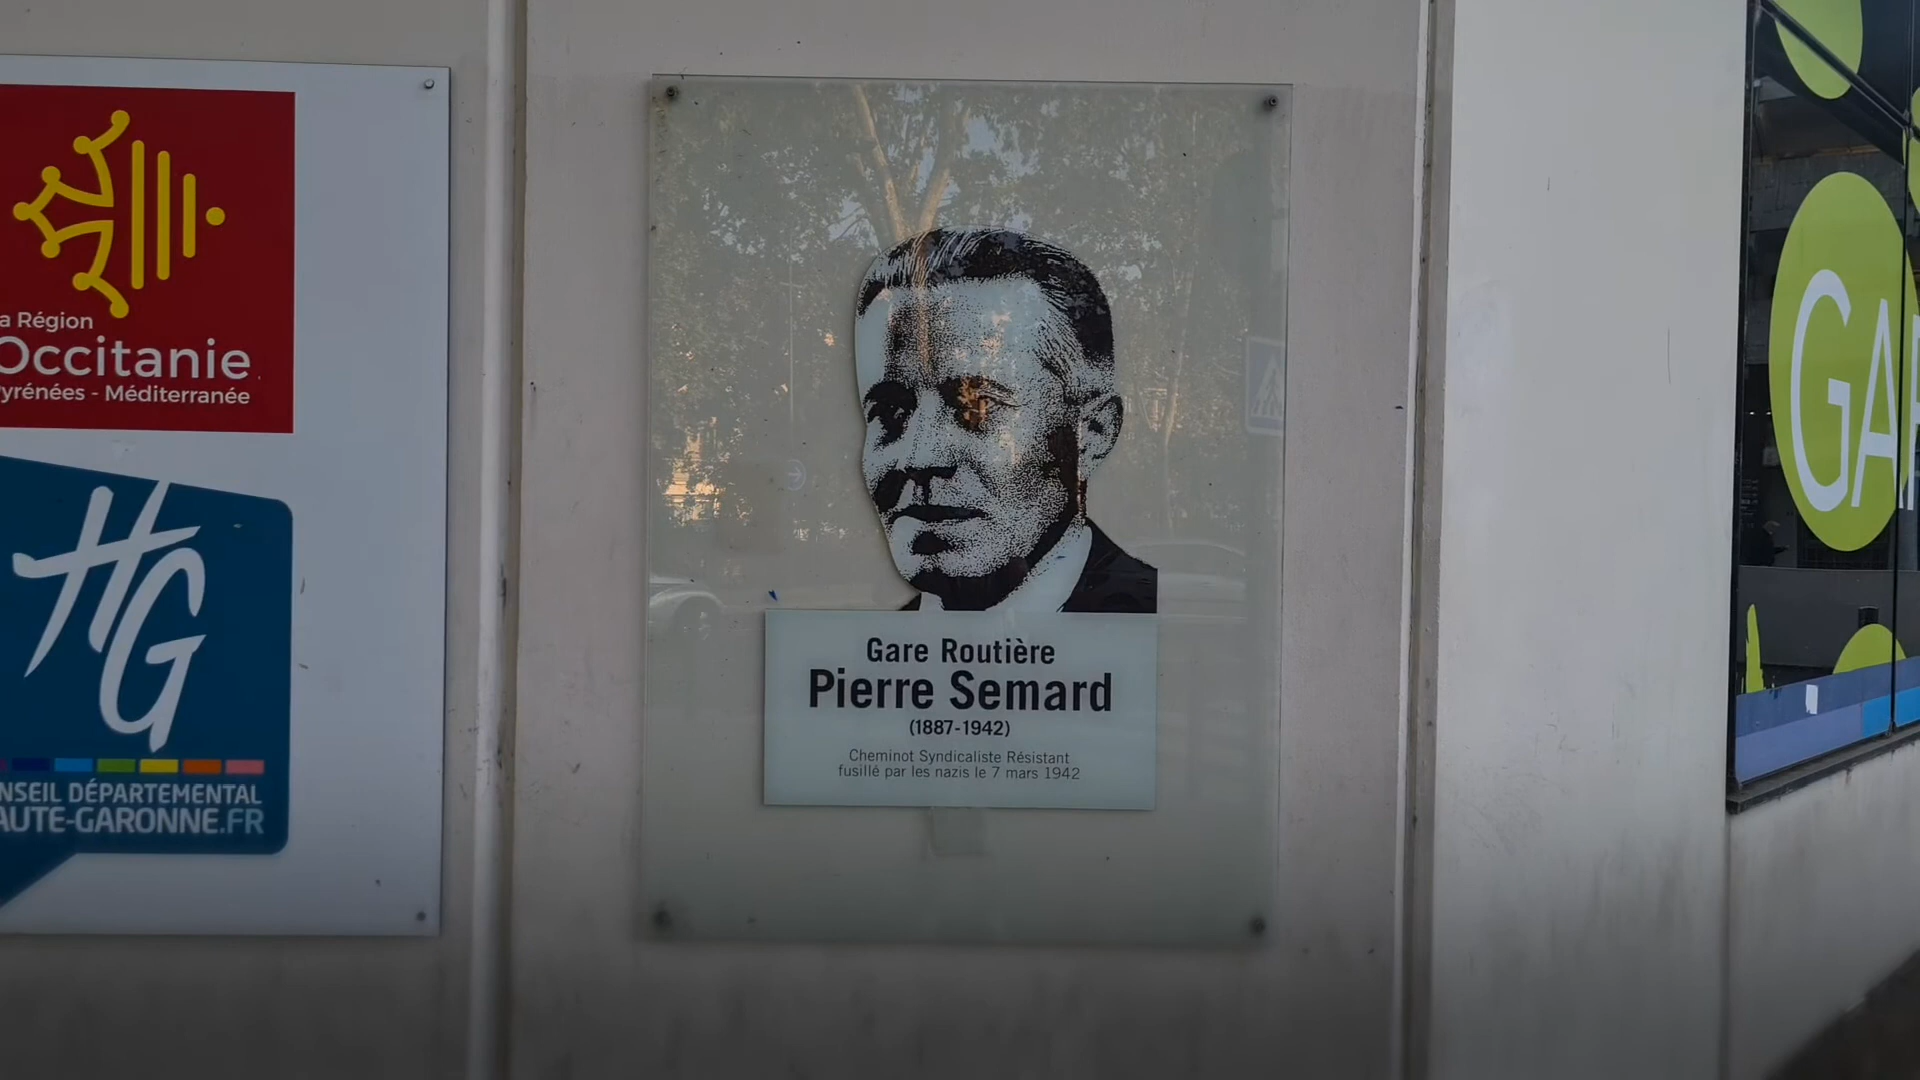 a Région
Occitanie
yrénées - Méditerranée
HG
NSEIL DÉPARTEMENTAL
AUTE-GARONNE.FR
Gare Routière
Pierre Semard
(1887-1942)
Cheminot Syndicaliste Résistant
fusillé par les nazis le 7 mars 1942
GA